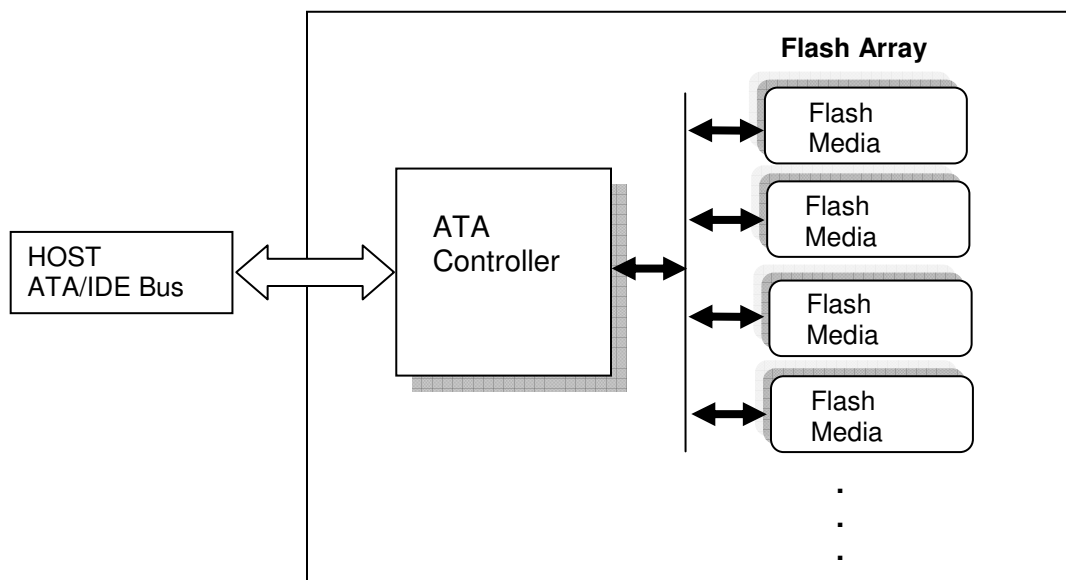 Flash Array
Flash
Media
ATA
Controller
Flash
Media
HOST
ATA/IDE Bus
Flash
Media
Flash
Media
.
.
.